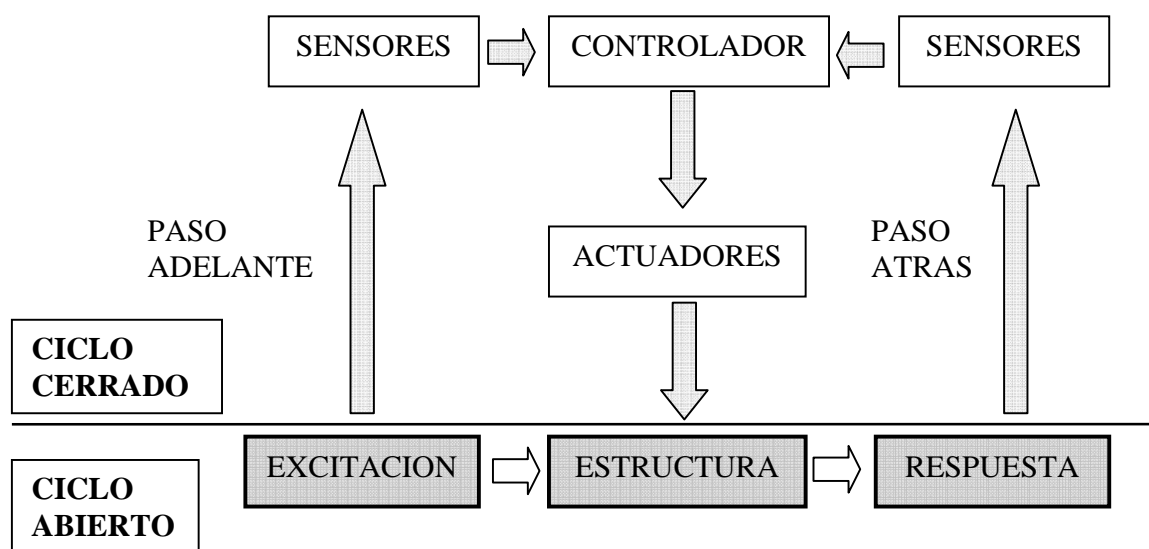 SENSORES
CONTROLADOR
SENSORES
PASO
ADELANTE
ACTUADORES
PASO
ATRAS
CICLO
CERRADO
EXCITACION
ESTRUCTURA
RESPUESTA
CICLO
ABIERTO